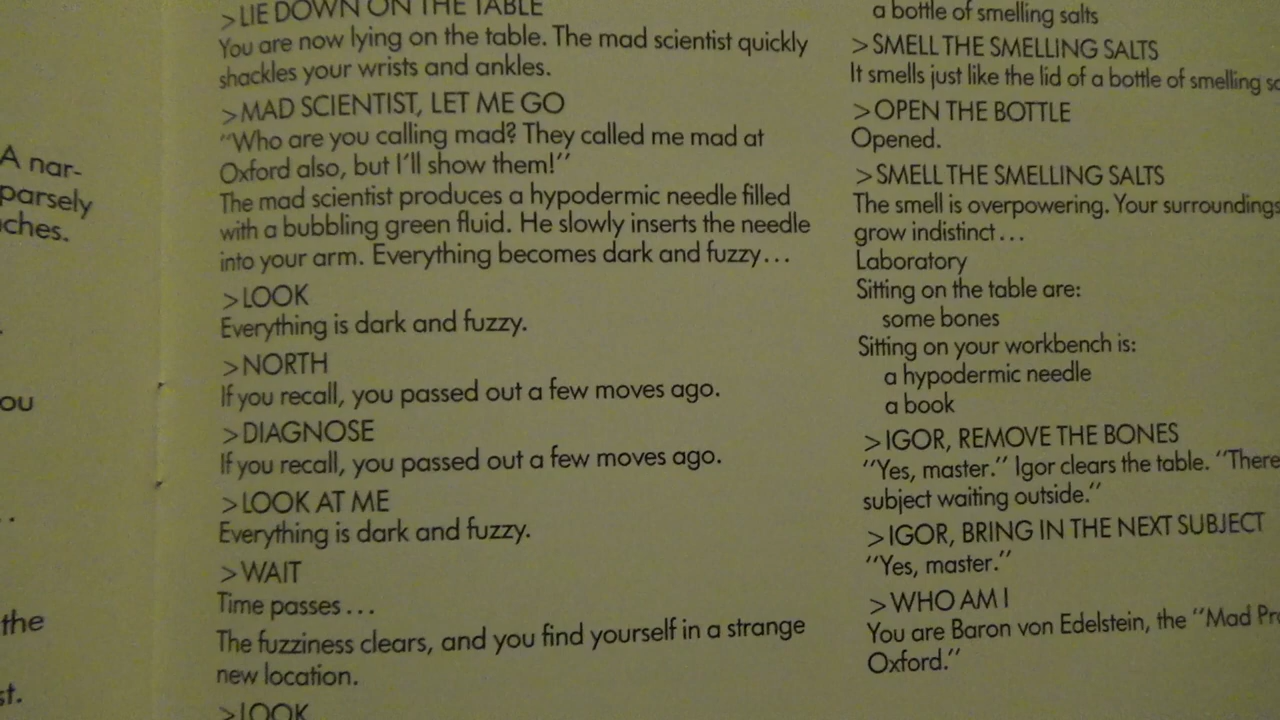 A nar-
parsely
ches.
ou
the
st.
>LIE DOWN ON THE TABLE
You are now lying on the table. The mad scientist quickly
shackles your wrists and ankles.
>MAD SCIENTIST, LET ME GO
"Who are you calling mad? They called me mad at
Oxford also, but I'll show them!"
The mad scientist produces a hypodermic needle filled
with a bubbling green fluid. He slowly inserts the needle
into your arm. Everything becomes dark and fuzzy...
>LOOK
Everything is dark and fuzzy.
>NORTH
If you recall, you passed out a few moves ago.
>DIAGNOSE
If you recall, you passed out a few moves ago.
>LOOK AT ME
Everything is dark and fuzzy.
>WAIT
Time passes...
The fuzziness clears, and you find yourself in a strange
new location.
>LOOK
a bottle of smelling salts
>SMELL THE SMELLING SALTS
It smells just like the lid of a bottle of smelling sa
>OPEN THE BOTTLE
Opened.
>SMELL THE SMELLING SALTS
The smell is overpowering. Your surroundings
grow indistinct...
Laboratory
Sitting on the table are:
some bones
Sitting on your workbench is:
a hypodermic needle
a book
>IGOR, REMOVE THE BONES
"Yes, master." Igor clears the table. "There
subject waiting outside."
>IGOR, BRING IN THE NEXT SUBJECT
"Yes, master."
>WHO AM I
You are Baron von Edelstein, the "Mad Pro
Oxford."